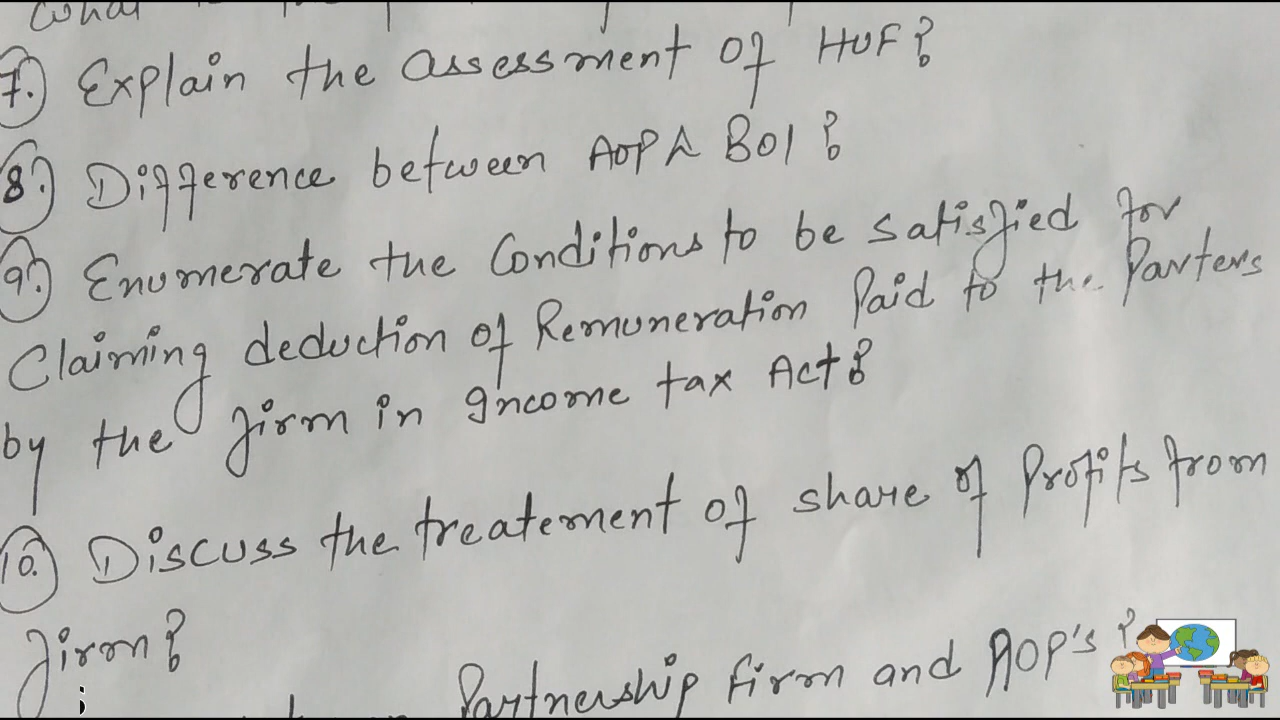 7. Explain the assessment of HUF?
8. Difference between AOP & BOI?
9. Enumerate the Conditions to be satisfied for
Claiming deduction of Remuneration Paid to the Parters
by the firm in Income tax Act?
10. Discuss the treatement of share of Profits from
firm?
Partnership firm and AOP's?